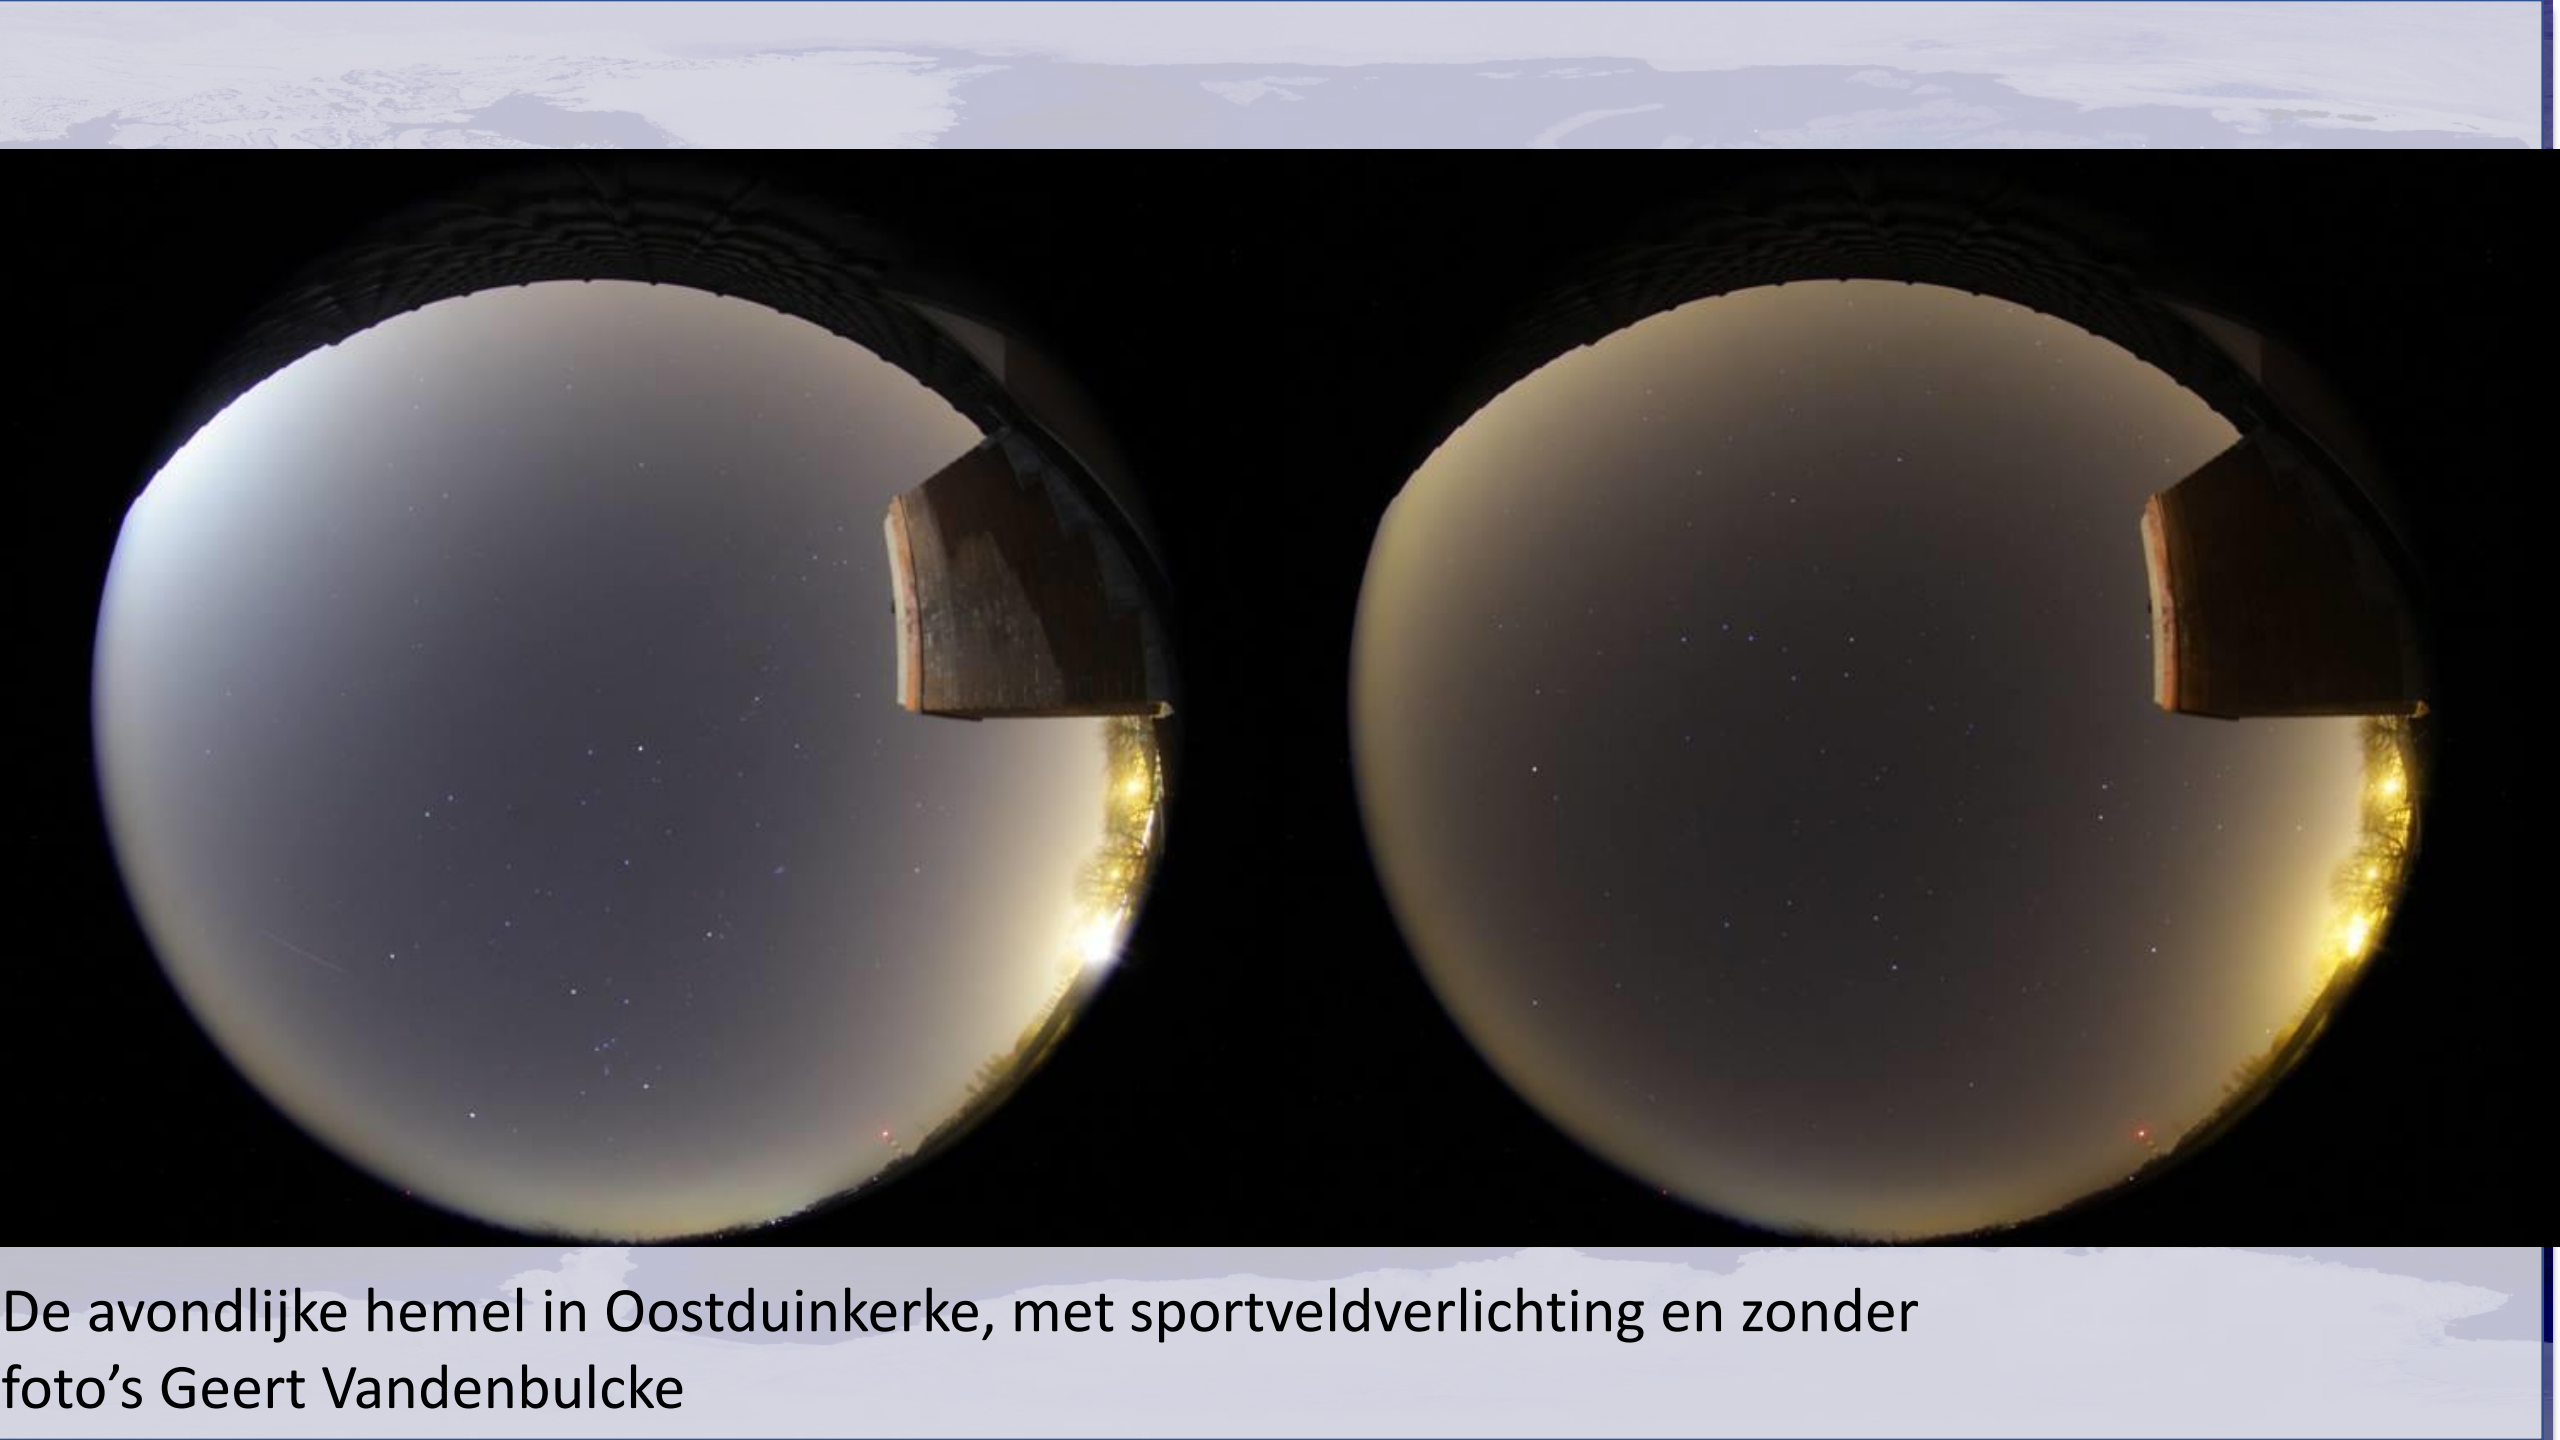 De avondlijke hemel in Oostduinkerke, met sportveldverlichting en zonder
foto’s Geert Vandenbulcke